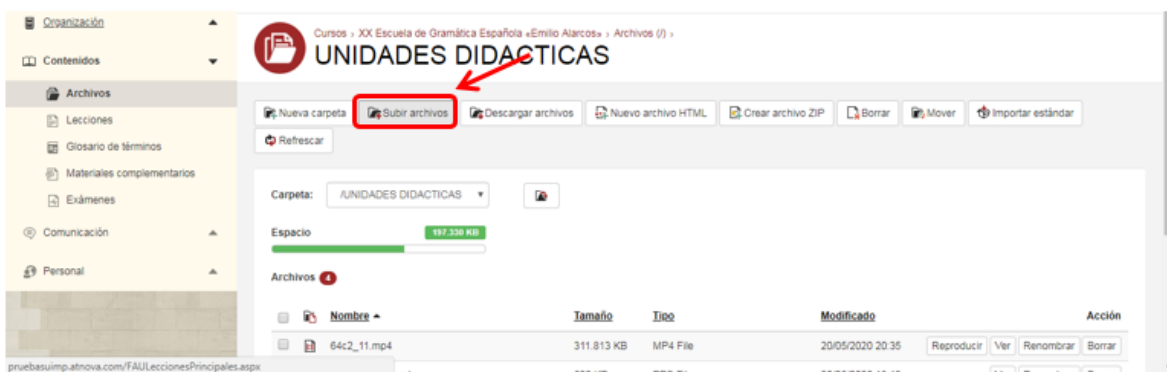 Organización
Contenidos
Archivos
Lecciones
Glosario de términos
Materiales complementarios
Exámenes
Comunicación
Personal
Cursos › XX Escuela de Gramática Española «Emilio Alarcos» › Archivos (/) ›
UNIDADES DIDACTICAS
Nueva carpeta Subir archivos Descargar archivos Nuevo archivo HTML Crear archivo ZIP Borrar Mover Importar estándar
Refrescar
Carpeta: /UNIDADES DIDACTICAS
Espacio 197.330 KB
Archivos 4
Nombre Tamaño Tipo Modificado Acción
64c2_11.mp4 311.813 KB MP4 File 20/05/2020 20:35 Reproducir Ver Renombrar Borrar
pruebasuimp.atnova.com/FAULeccionesPrincipales.aspx